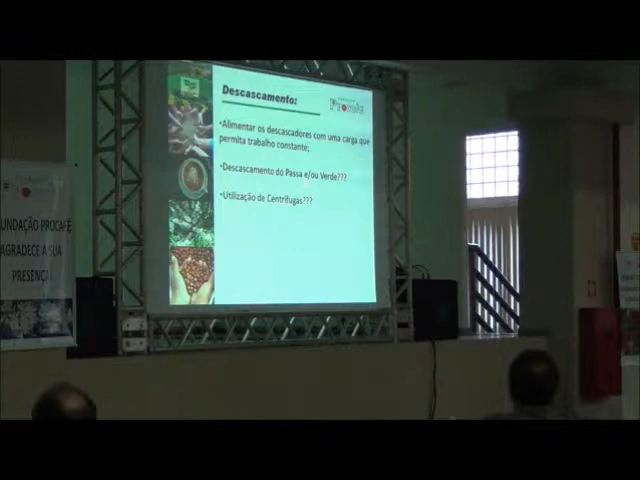 Descascamento:
Procafé
•Alimentar os descascadores com uma carga que
permita trabalho constante;
•Descascamento do Passa e/ou Verde???
•Utilização de Centrífugas???
FUNDAÇÃO PROCAFÉ
AGRADECE A SUA
PRESENÇA